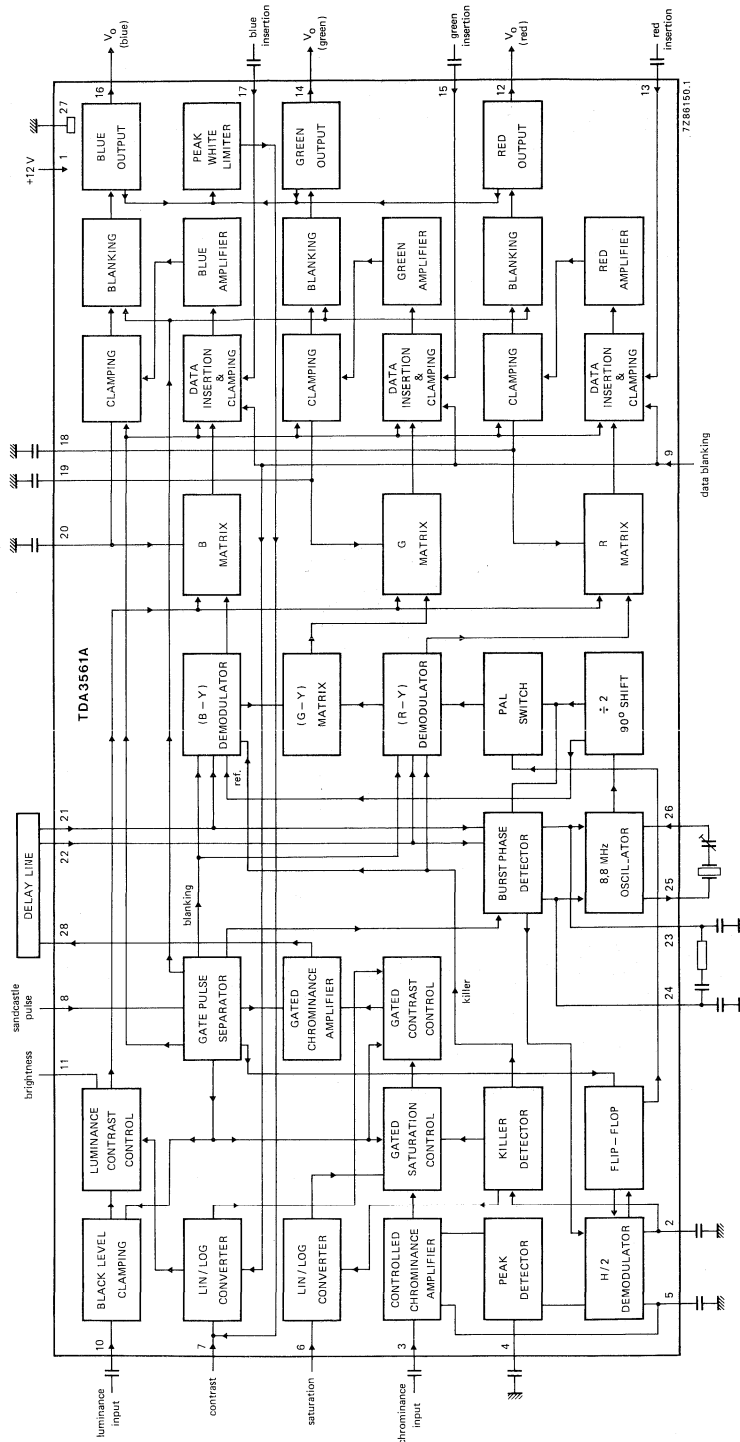 +12 V
1
27
16
V₀
(blue)
blue
insertion
17
14
V₀
(green)
green
insertion
15
12
V₀
(red)
red
insertion
13
7Z86150.1
BLUE
OUTPUT
PEAK
WHITE
LIMITER
GREEN
OUTPUT
RED
OUTPUT
BLANKING
BLUE
AMPLIFIER
BLANKING
GREEN
AMPLIFIER
BLANKING
RED
AMPLIFIER
CLAMPING
DATA
INSERTION
&
CLAMPING
CLAMPING
DATA
INSERTION
&
CLAMPING
CLAMPING
DATA
INSERTION
&
CLAMPING
18
19
20
9
data blanking
B
MATRIX
G
MATRIX
R
MATRIX
TDA3561A
(B–Y)
DEMODULATOR
(G–Y)
MATRIX
(R–Y)
DEMODULATOR
PAL
SWITCH
÷ 2
90° SHIFT
ref.
DELAY LINE
21
22
28
blanking
BURST PHASE
DETECTOR
8,8 MHz
OSCILLATOR
26
25
23
24
sandcastle
pulse
8
GATE PULSE
SEPARATOR
GATED
CHROMINANCE
AMPLIFIER
GATED
CONTRAST
CONTROL
killer
brightness
11
LUMINANCE
CONTRAST
CONTROL
GATED
SATURATION
CONTROL
KILLER
DETECTOR
FLIP–FLOP
BLACK LEVEL
CLAMPING
LIN/LOG
CONVERTER
LIN/LOG
CONVERTER
CONTROLLED
CHROMINANCE
AMPLIFIER
PEAK
DETECTOR
H/2
DEMODULATOR
2
5
10
luminance
input
7
contrast
6
saturation
3
chrominance
input
4